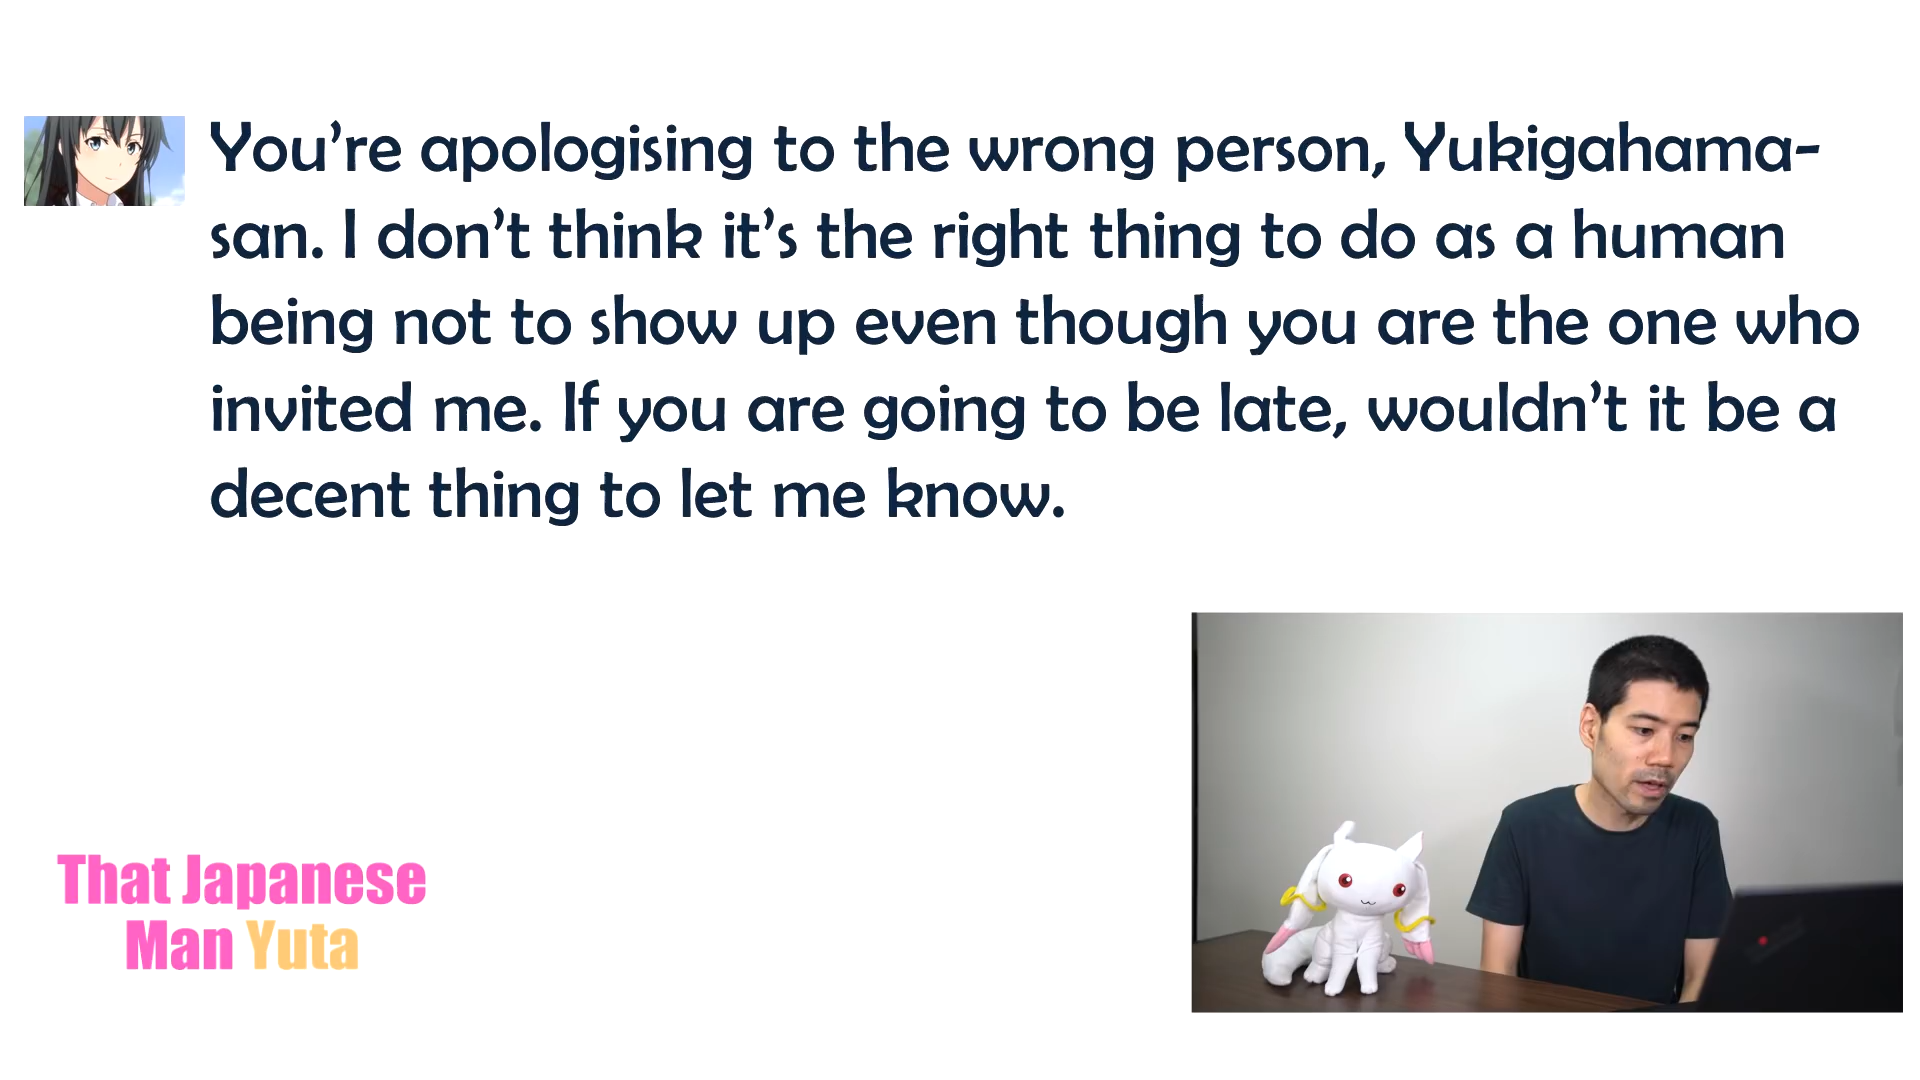 You’re apologising to the wrong person, Yukigahama-
san. I don’t think it’s the right thing to do as a human
being not to show up even though you are the one who
invited me. If you are going to be late, wouldn’t it be a
decent thing to let me know.
That Japanese
Man Yuta